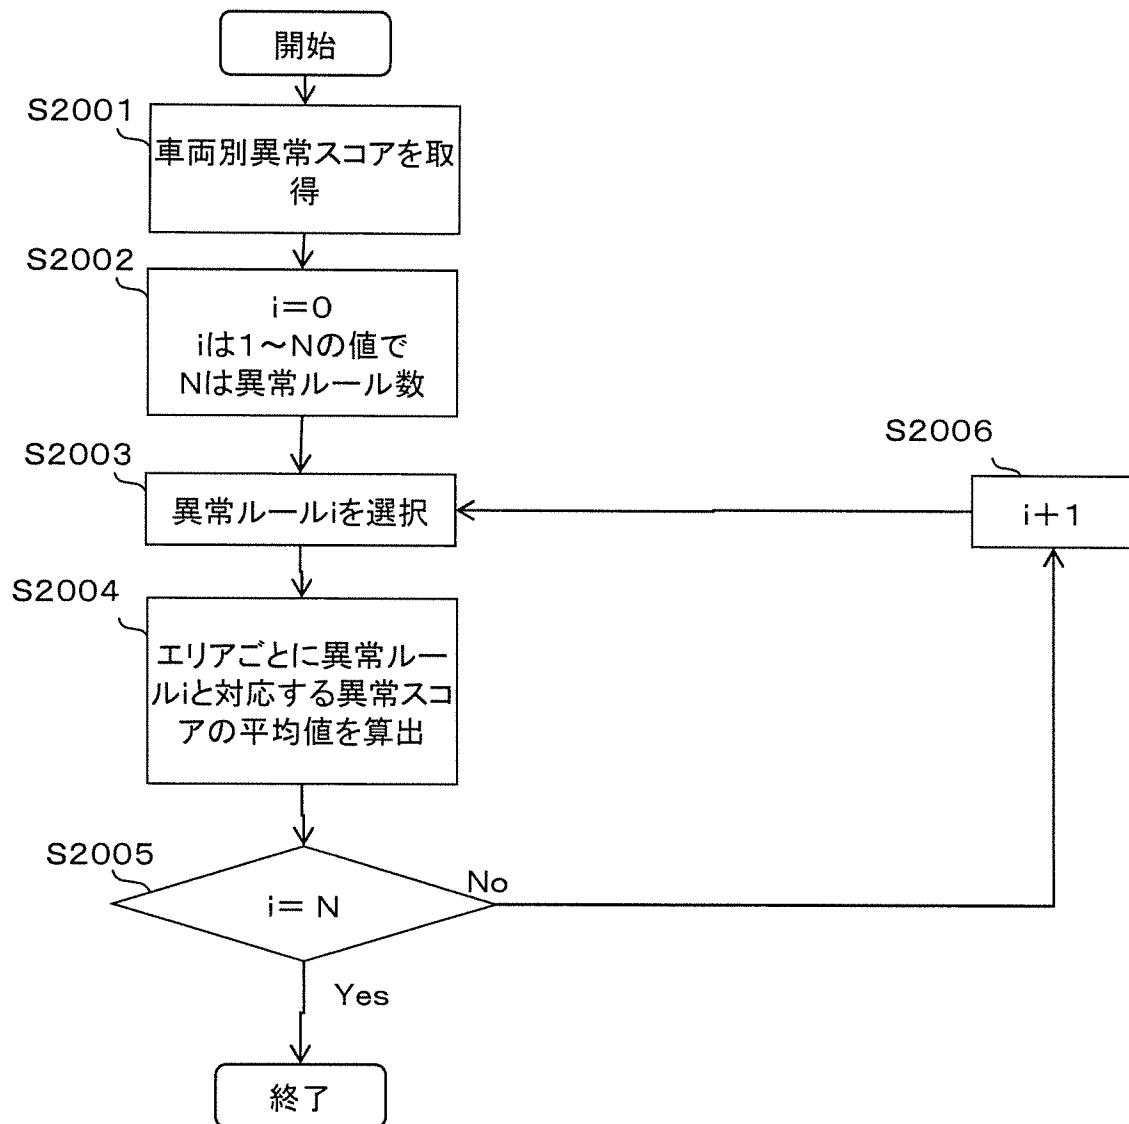 開始
S2001
車両別異常スコアを取
得
S2002
i=0
iは1~Nの値で
Nは異常ルール数
S2003
異常ルールiを選択
S2006
i+1
S2004
エリアごとに異常ルー
ルiと対応する異常スコ
アの平均値を算出
S2005
i=N
No
Yes
終了